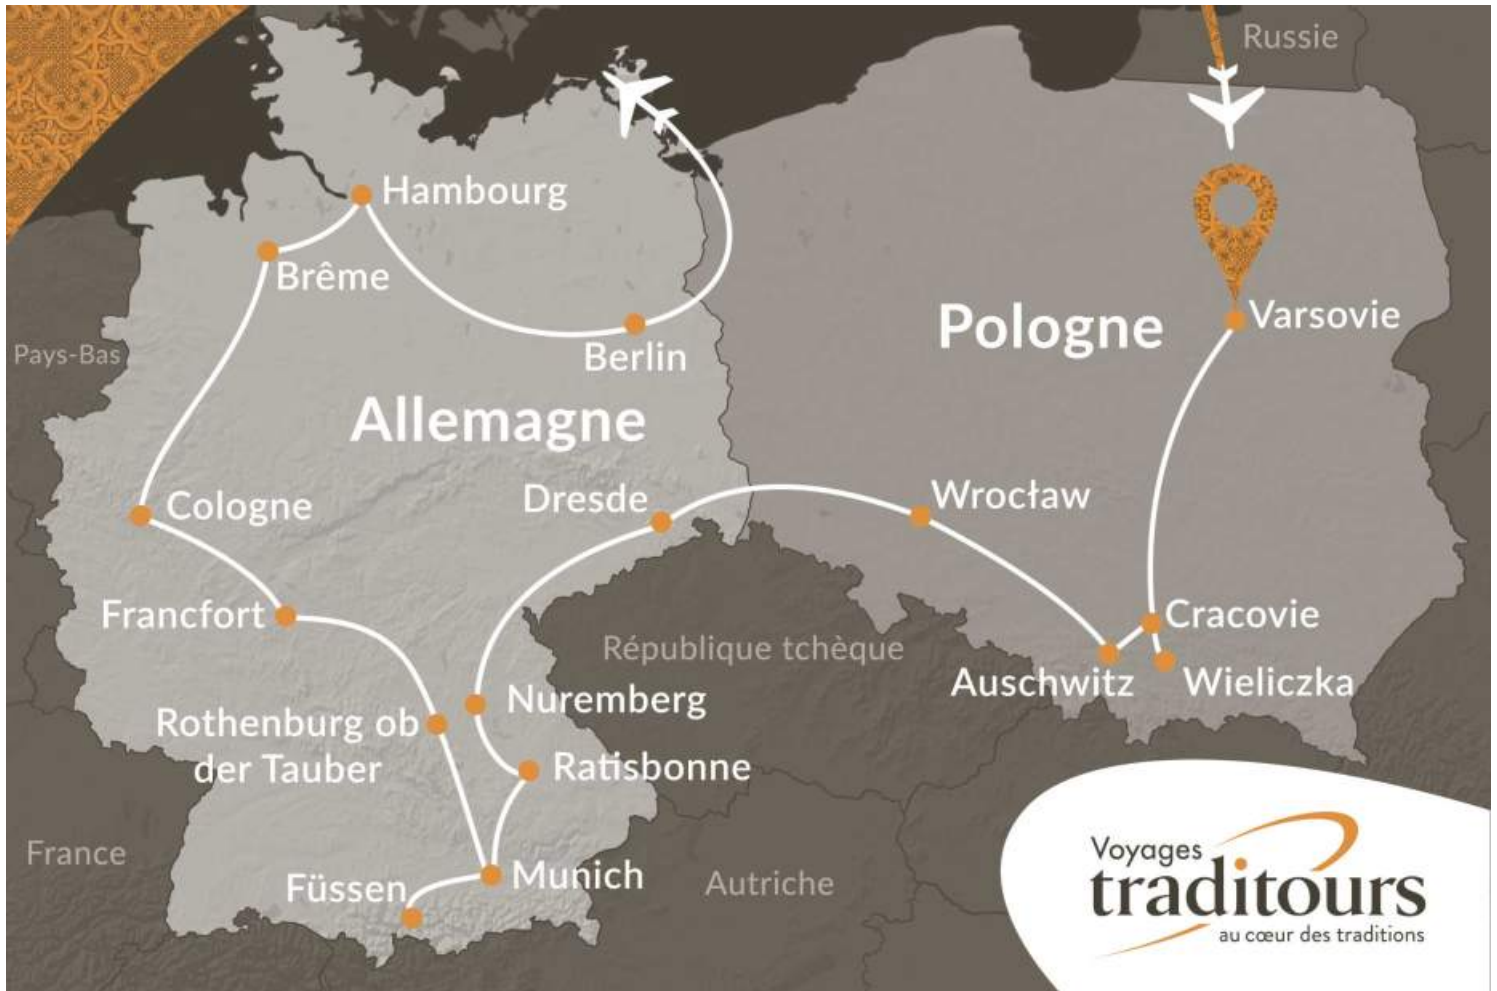 Russie
Hambourg
Brême
Pologne
Varsovie
Pays-Bas
Berlin
Allemagne
Dresde
Wrocław
Cologne
Francfort
Cracovie
République tchèque
Auschwitz
Wieliczka
Nuremberg
Rothenburg ob
der Tauber
Ratisbonne
France
Füssen
Munich
Autriche
Voyages
traditours
au cœur des traditions